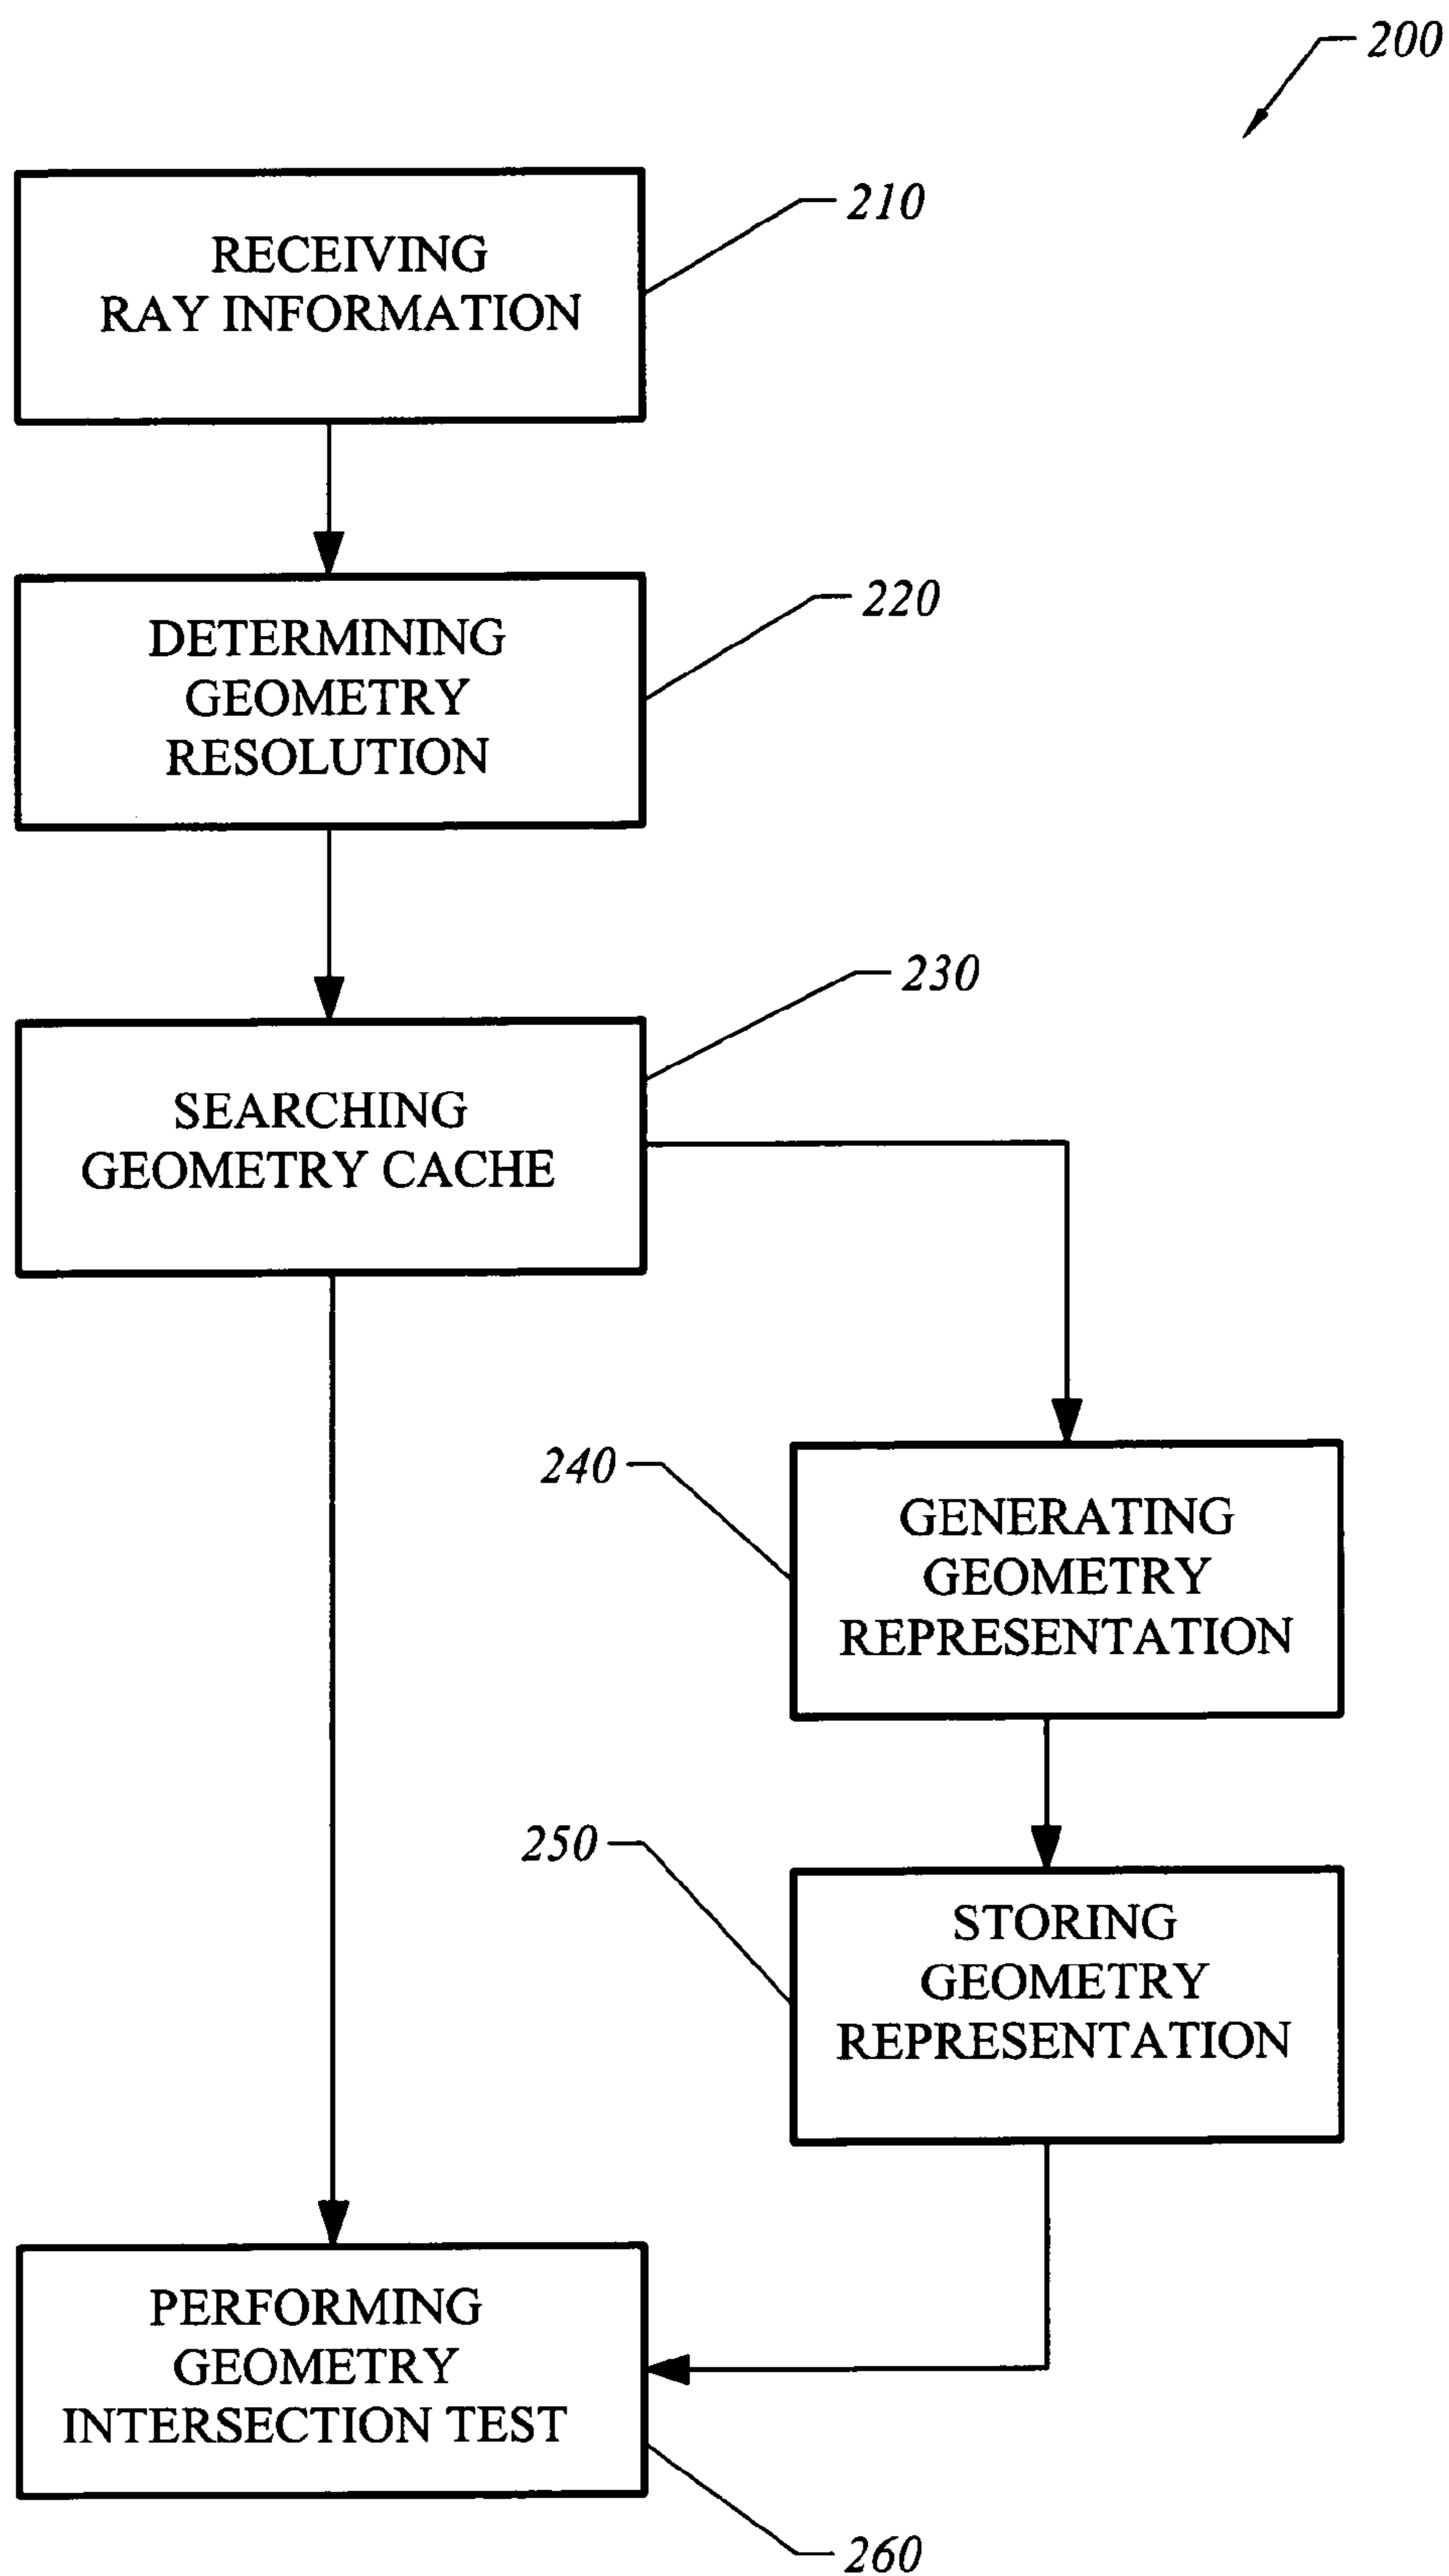 200
210
RECEIVING
RAY INFORMATION
220
DETERMINING
GEOMETRY
RESOLUTION
230
SEARCHING
GEOMETRY CACHE
240
GENERATING
GEOMETRY
REPRESENTATION
250
STORING
GEOMETRY
REPRESENTATION
PERFORMING
GEOMETRY
INTERSECTION TEST
260